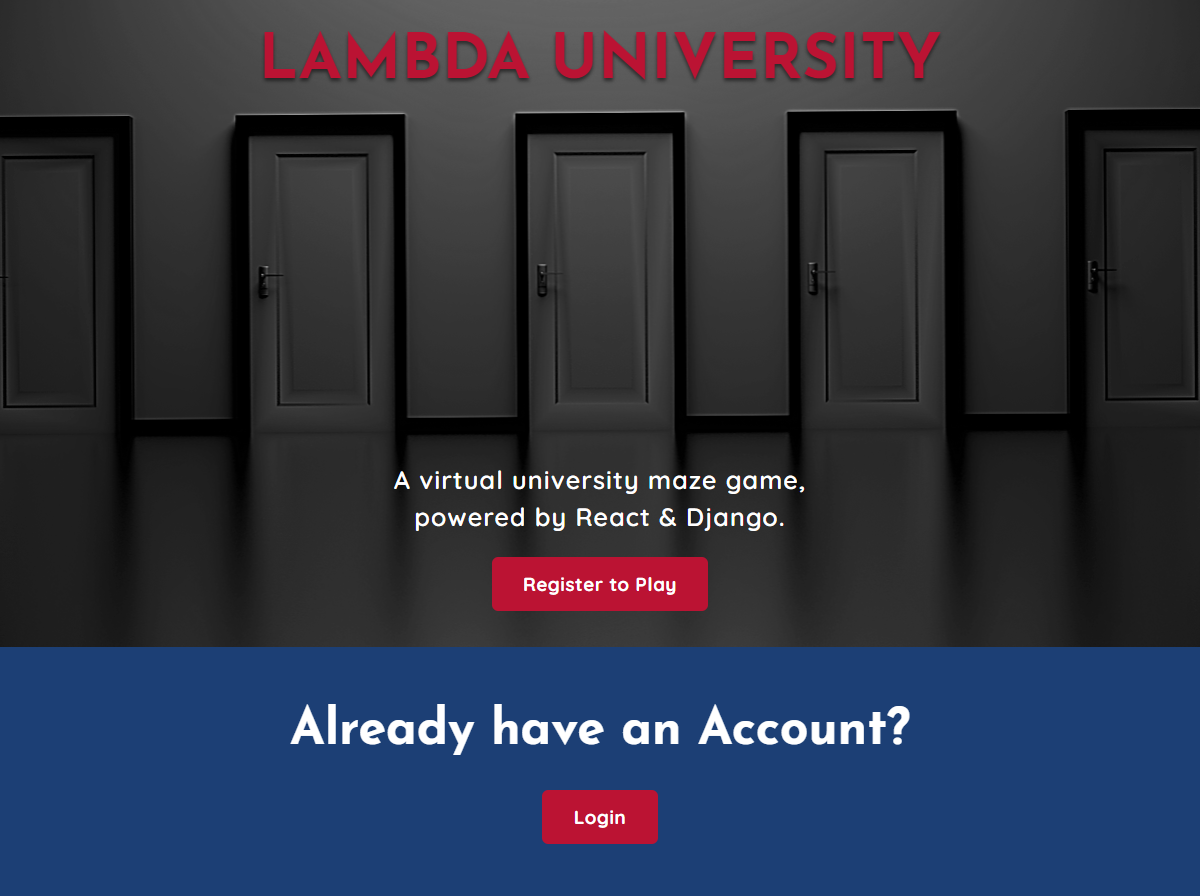 LAMBDA UNIVERSITY
A virtual university maze game,
powered by React & Django.
Register to Play
Already have an Account?
Login